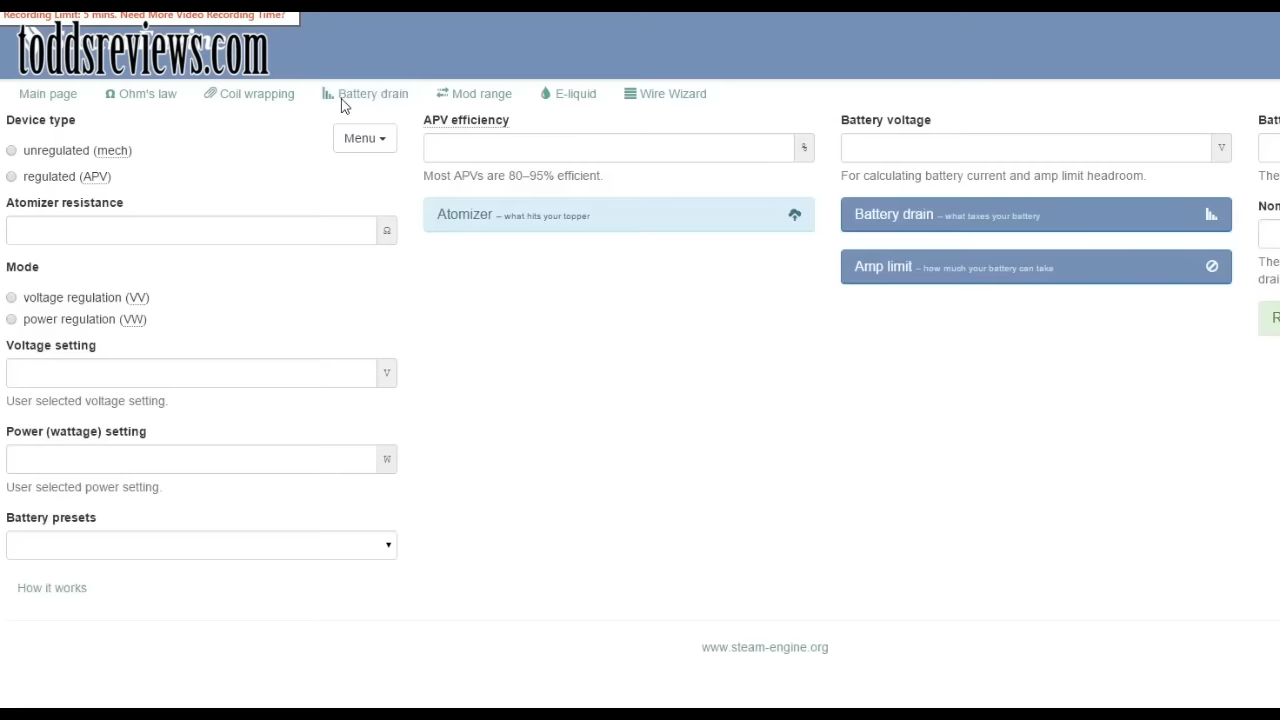 Recording Limit: 5 mins. Need More Video Recording Time?
toddsreviews.com
Main page Ω Ohm's law Coil wrapping Battery drain Mod range E-liquid Wire Wizard
Device type
Menu
unregulated (mech)
regulated (APV)
Atomizer resistance
Ω
Mode
voltage regulation (VV)
power regulation (VW)
Voltage setting
V
User selected voltage setting.
Power (wattage) setting
W
User selected power setting.
Battery presets
How it works
APV efficiency
%
Most APVs are 80–95% efficient.
Atomizer – what hits your topper
Battery voltage
V
For calculating battery current and amp limit headroom.
Battery drain – what taxes your battery
Amp limit – how much your battery can take
The
The
www.steam-engine.org